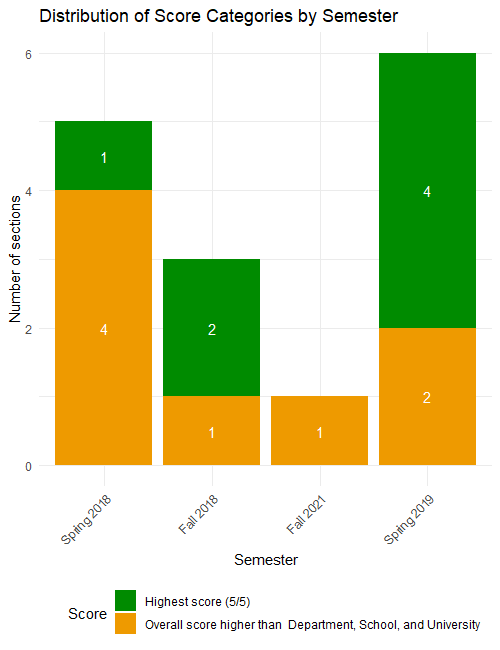 Distribution of Score Categories by Semester
Number of sections
6
4
2
0
1
4
2
1
1
4
2
Spring 2018
Fall 2018
Fall 2021
Spring 2019
Semester
Score
Highest score (5/5)
Overall score higher than  Department, School, and University